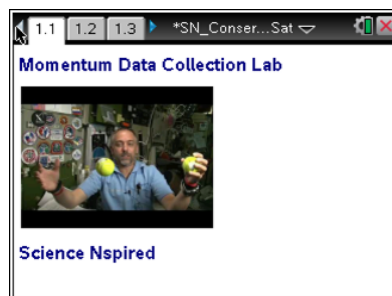 1.1 1.2 1.3 *SN_Conser...Sat
Momentum Data Collection Lab
Science Nspired